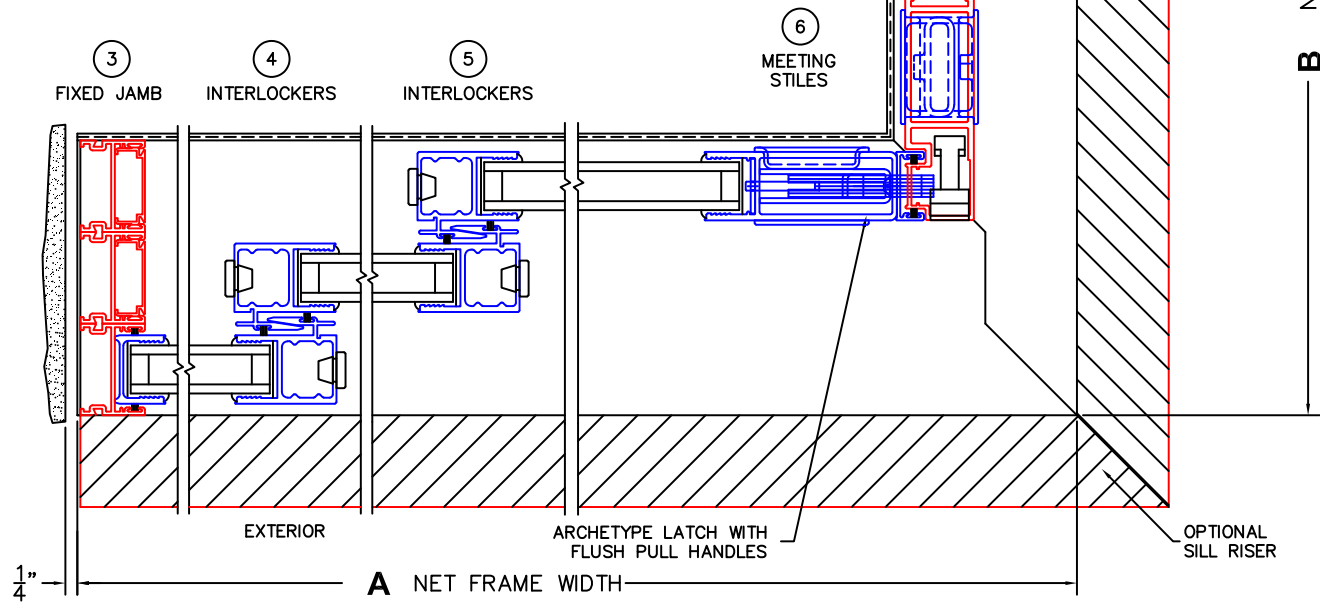 3
FIXED JAMB
4
INTERLOCKERS
5
INTERLOCKERS
6
MEETING
STILES
B
EXTERIOR
ARCHETYPE LATCH WITH
FLUSH PULL HANDLES
OPTIONAL
SILL RISER
1/4"
A NET FRAME WIDTH